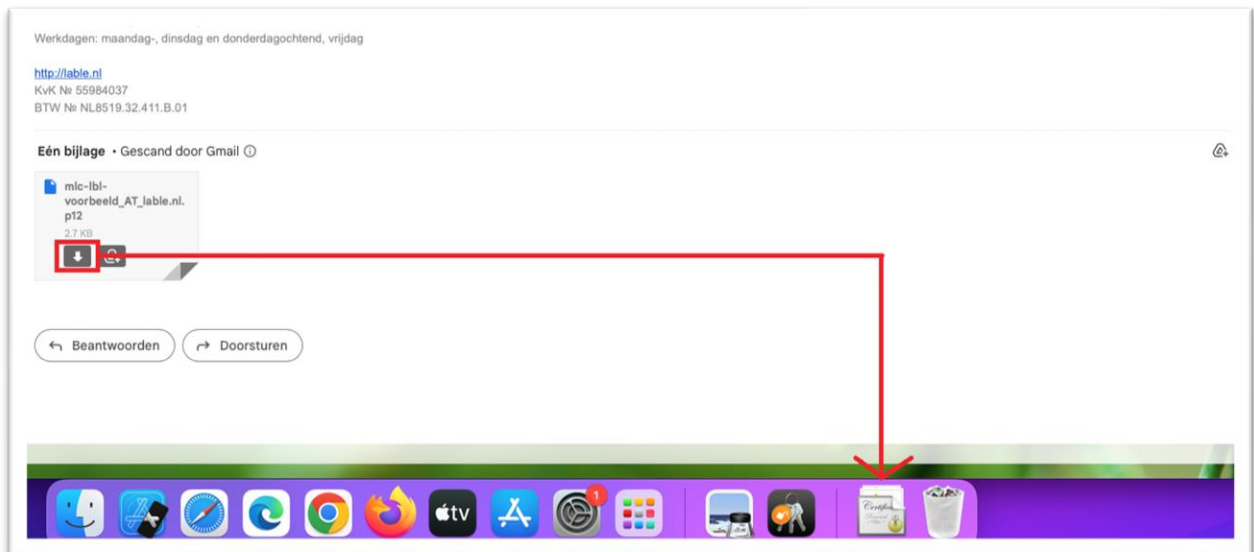 Werkdagen: maandag-, dinsdag en donderdagochtend, vrijdag
http://lable.nl
KvK № 55984037
BTW № NL8519.32.411.B.01
Eén bijlage • Gescand door Gmail
mlc-lbl-
voorbeeld_AT_lable.nl.
p12
2.7 KB
Beantwoorden
Doorsturen
tv
1